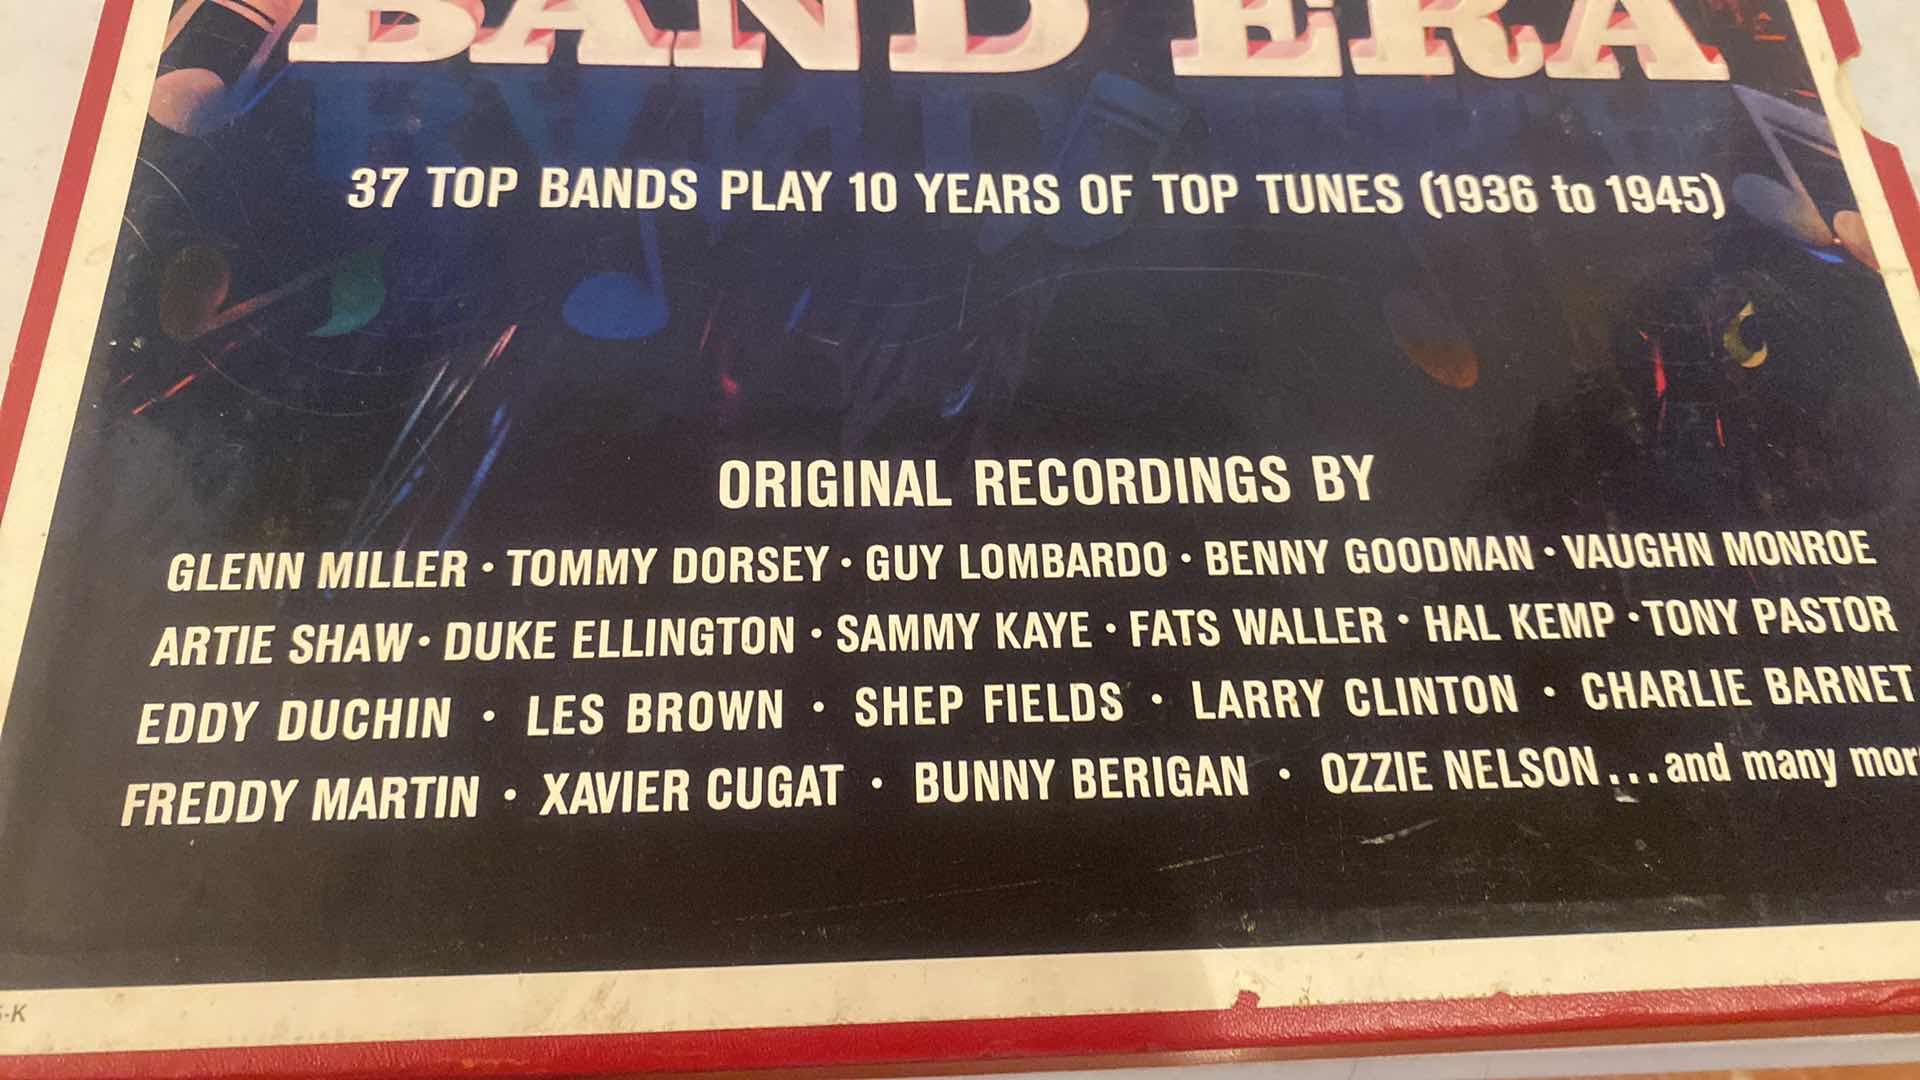 BAND ERA
37 TOP BANDS PLAY 10 YEARS OF TOP TUNES (1936 to 1945)
ORIGINAL RECORDINGS BY
GLENN MILLER • TOMMY DORSEY • GUY LOMBARDO • BENNY GOODMAN • VAUGHN MONROE
ARTIE SHAW • DUKE ELLINGTON • SAMMY KAYE • FATS WALLER • HAL KEMP • TONY PASTOR
EDDY DUCHIN • LES BROWN • SHEP FIELDS • LARRY CLINTON • CHARLIE BARNET
FREDDY MARTIN • XAVIER CUGAT • BUNNY BERIGAN • OZZIE NELSON...and many mor